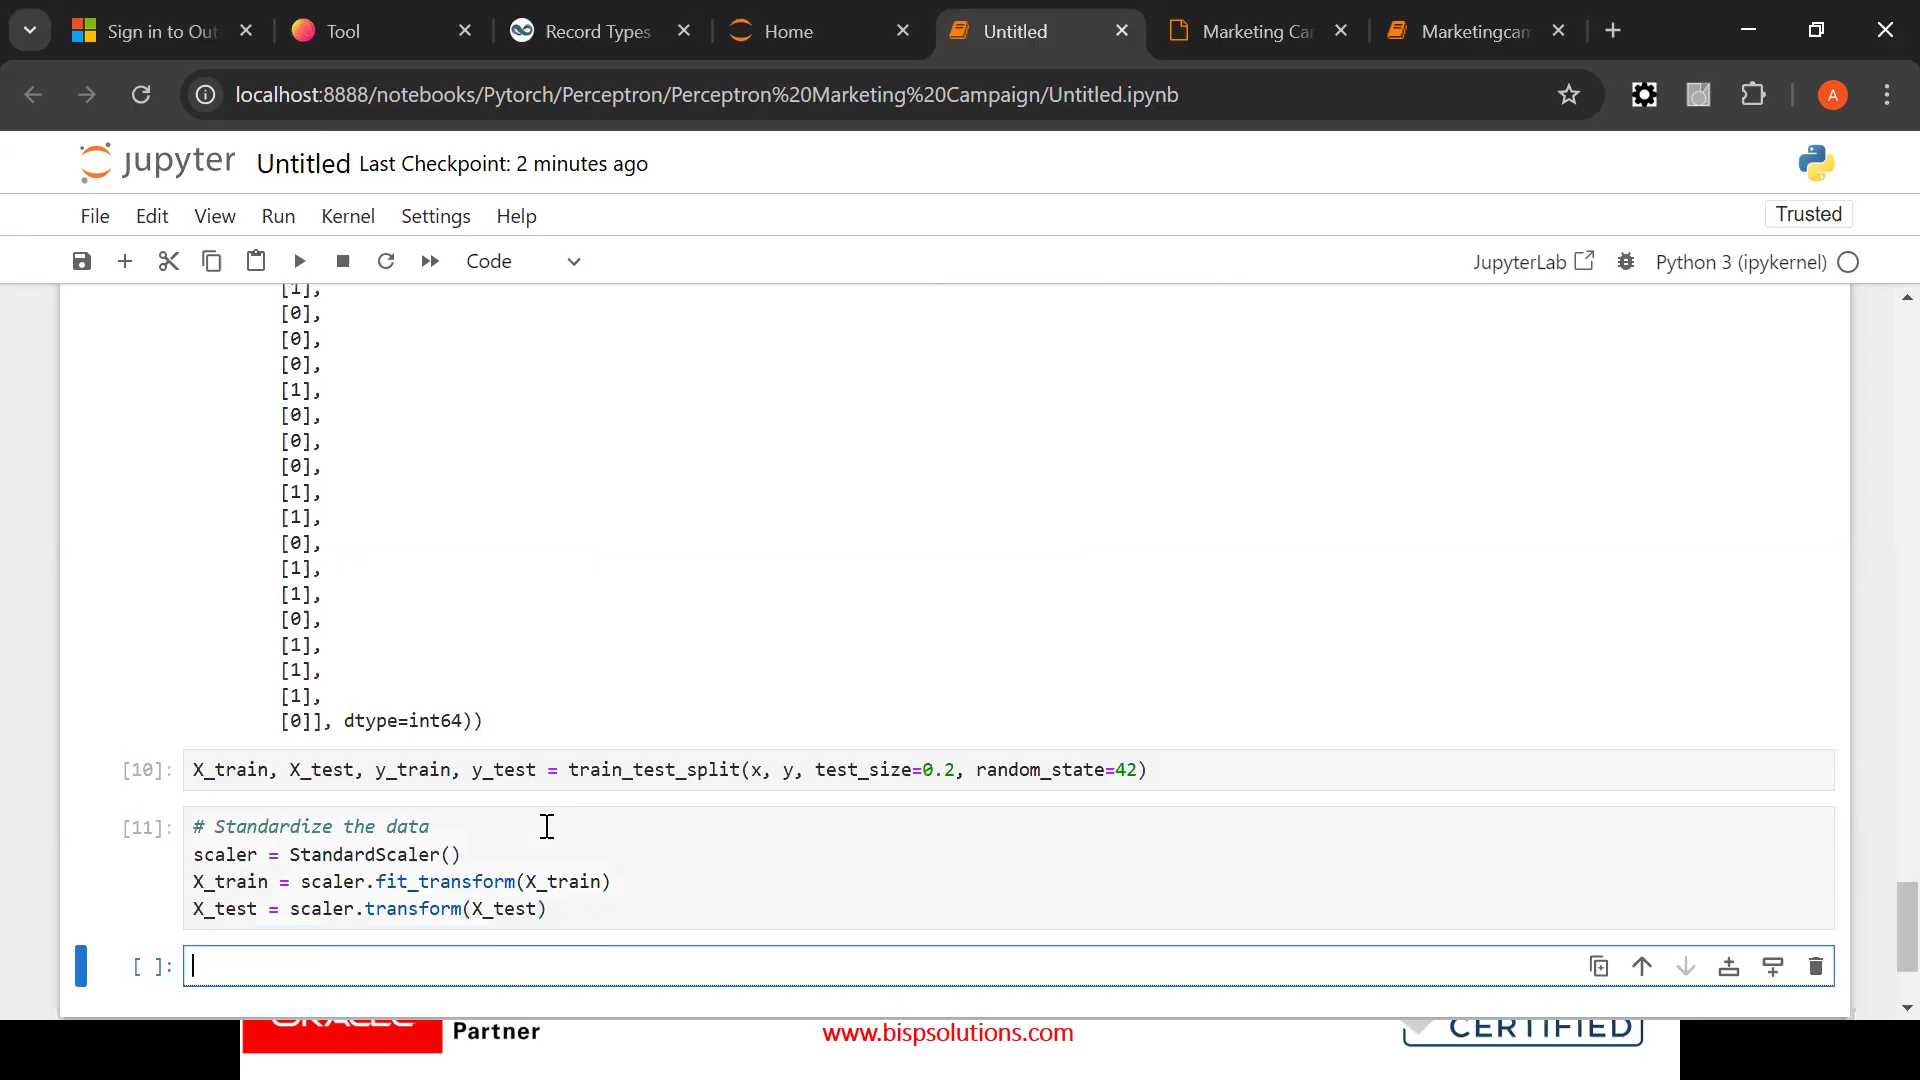 Sign in to Out
Tool
Record Types
Home
Untitled
Marketing Car
Marketingcam
localhost:8888/notebooks/Pytorch/Perceptron/Perceptron%20Marketing%20Campaign/Untitled.ipynb
A
jupyter Untitled Last Checkpoint: 2 minutes ago
File Edit View Run Kernel Settings Help
Trusted
Code
JupyterLab
Python 3 (ipykernel)
[1],
[0],
[0],
[0],
[1],
[0],
[0],
[0],
[1],
[1],
[0],
[1],
[1],
[0],
[1],
[1],
[1],
[0]], dtype=int64))
[10]: X_train, X_test, y_train, y_test = train_test_split(x, y, test_size=0.2, random_state=42)
[11]: # Standardize the data
scaler = StandardScaler()
X_train = scaler.fit_transform(X_train)
X_test = scaler.transform(X_test)
[ ]:
ORACLE Partner
www.bispsolutions.com
CERTIFIED